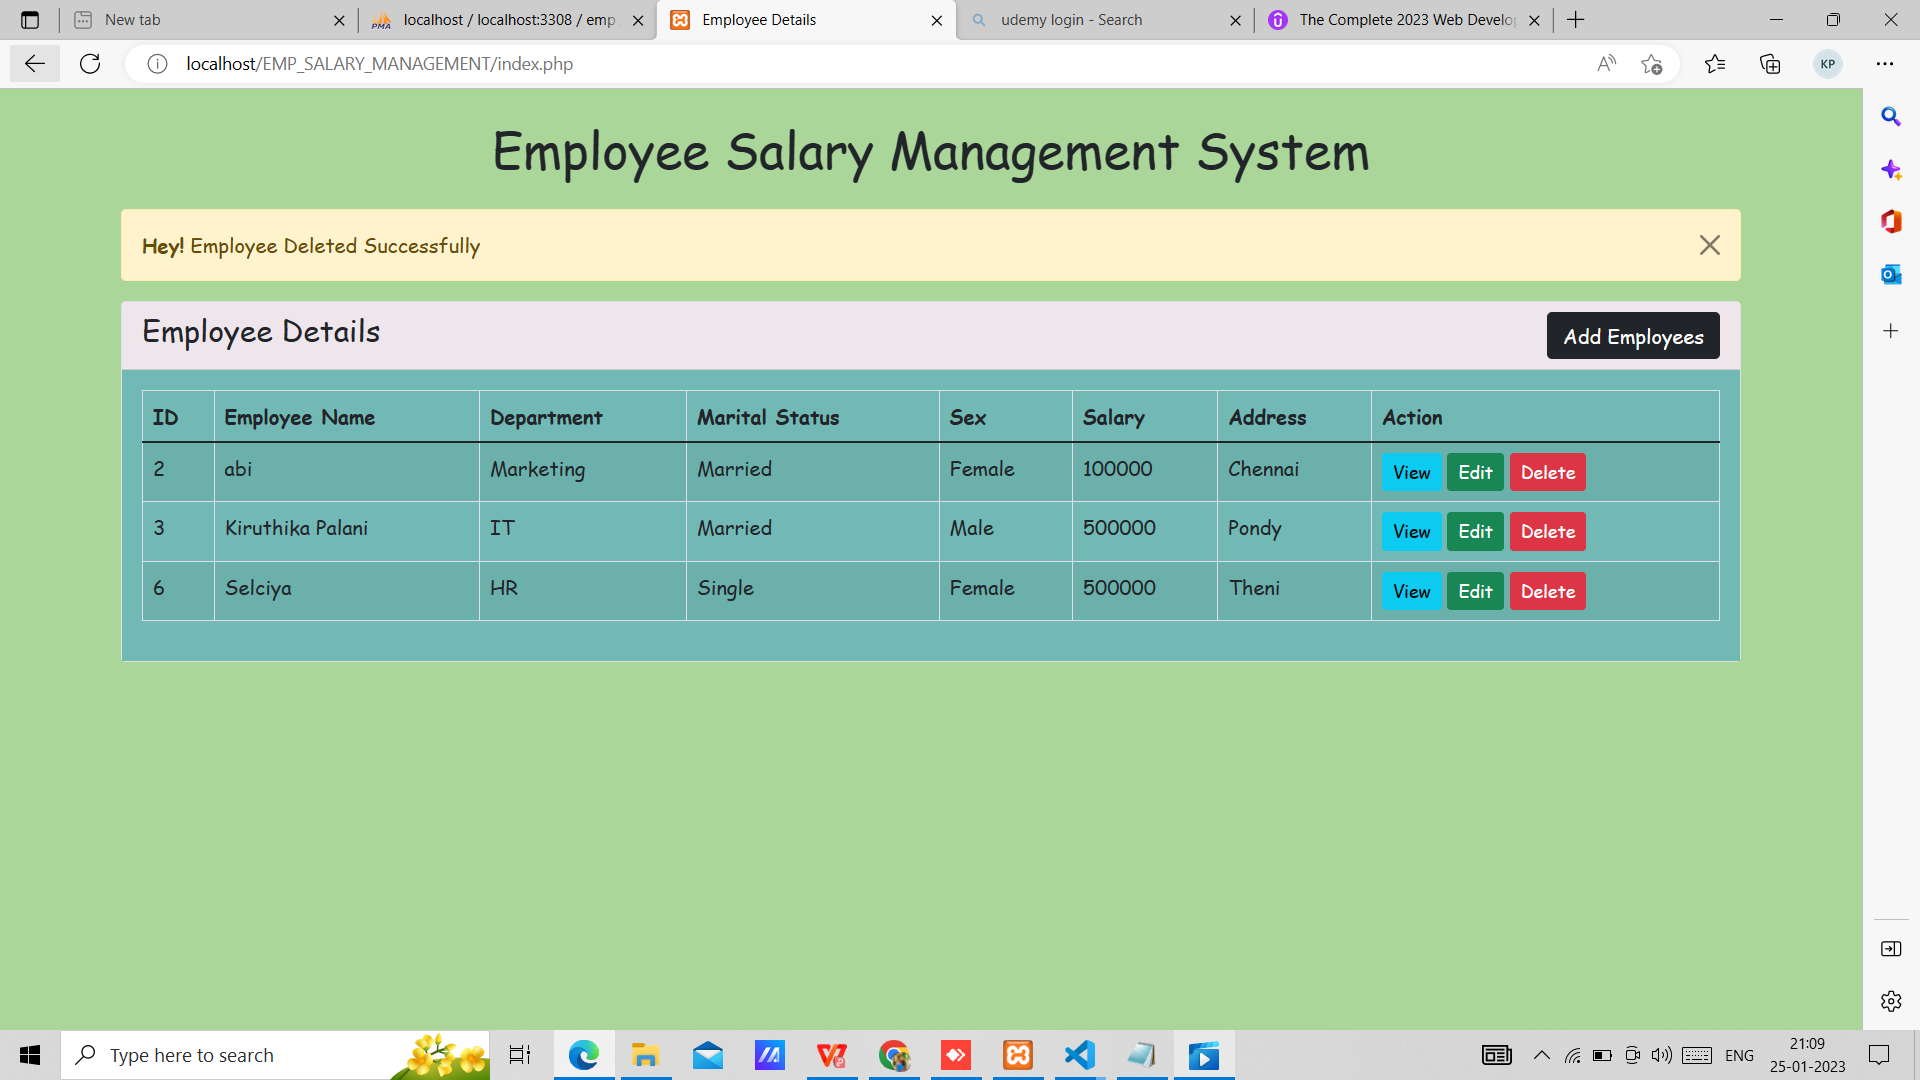 New tab
localhost / localhost:3308 / emp
Employee Details
udemy login - Search
The Complete 2023 Web Develo
localhost/EMP_SALARY_MANAGEMENT/index.php
KP
Employee Salary Management System
Hey! Employee Deleted Successfully
Employee Details
Add Employees
ID Employee Name Department Marital Status Sex Salary Address Action
2 abi Marketing Married Female 100000 Chennai View Edit Delete
3 Kiruthika Palani IT Married Male 500000 Pondy View Edit Delete
6 Selciya HR Single Female 500000 Theni View Edit Delete
Type here to search
ENG
21:09
25-01-2023